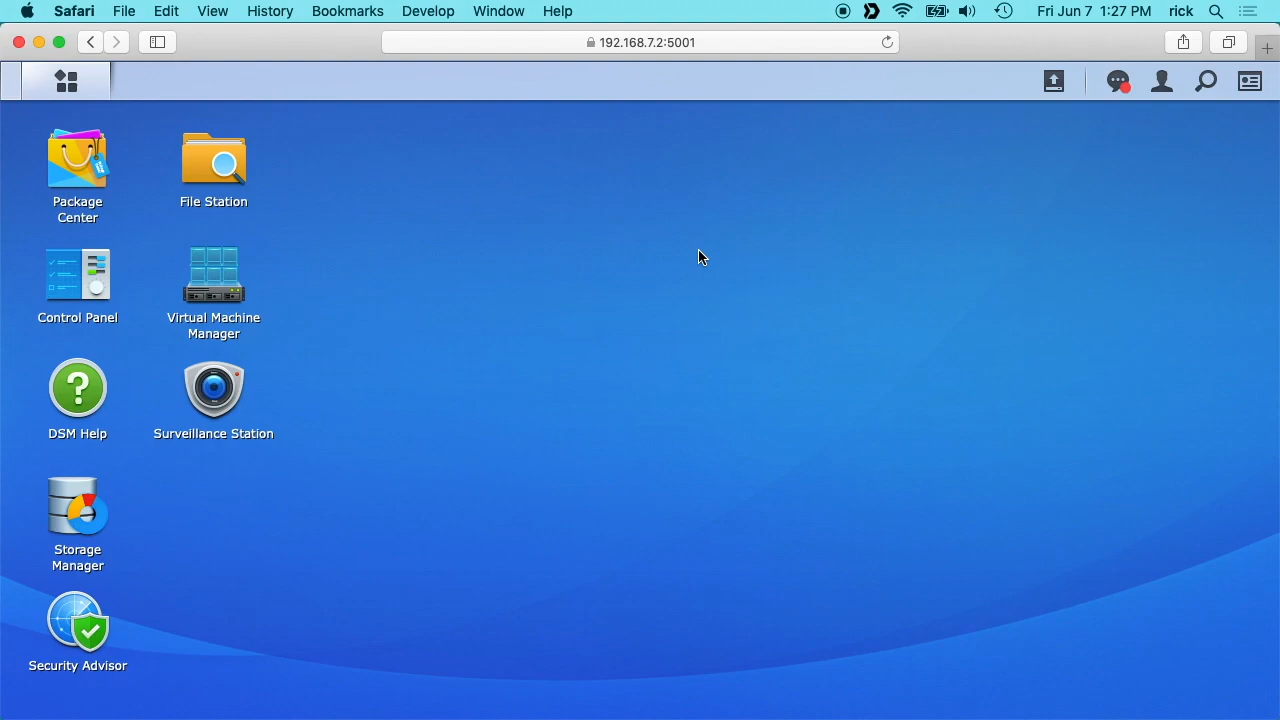 Safari File Edit View History Bookmarks Develop Window Help Fri Jun 7 1:27 PM rick
192.168.7.2:5001
Package
Center
File Station
Control Panel
Virtual Machine
Manager
DSM Help
Surveillance Station
Storage
Manager
Security Advisor